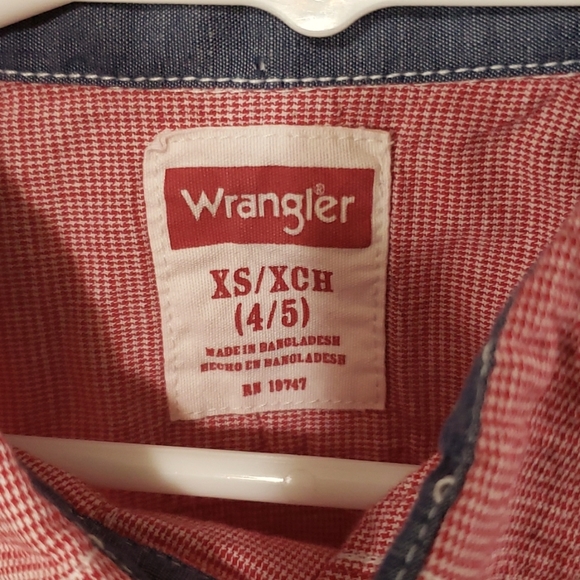 Wrangler®
XS/XCH
(4/5)
MADE IN BANGLADESH
HECHO EN BANGLADESH
RN 19747